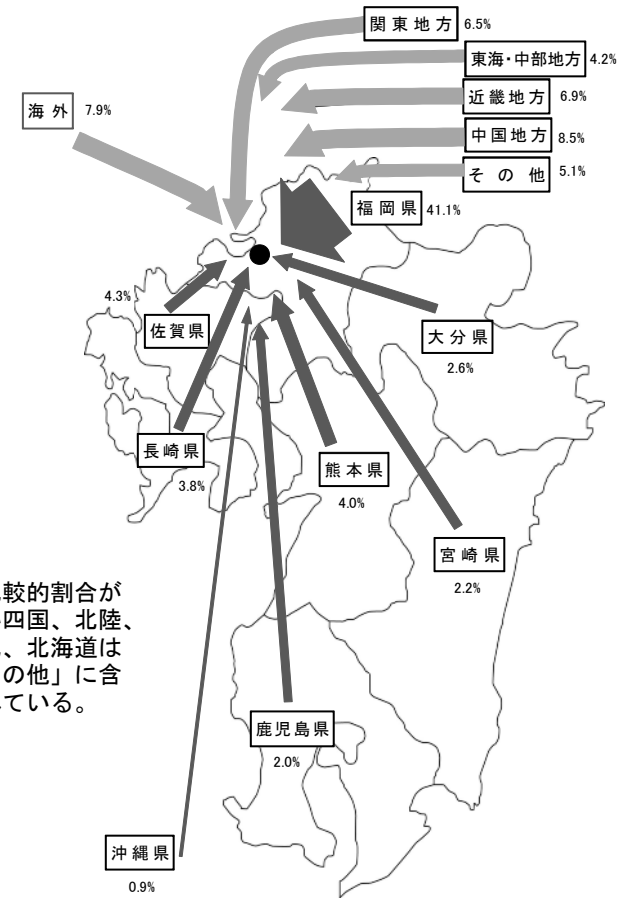 関東地方 6.5%
東海・中部地方 4.2%
近畿地方 6.9%
海外 7.9%
中国地方 8.5%
その他 5.1%
福岡県 41.1%
4.3%
佐賀県
大分県
2.6%
長崎県
3.8%
熊本県
4.0%
宮崎県
2.2%
較的割合が
四国、北陸、
、北海道は
の他」に含
ている。
鹿児島県
2.0%
沖縄県
0.9%